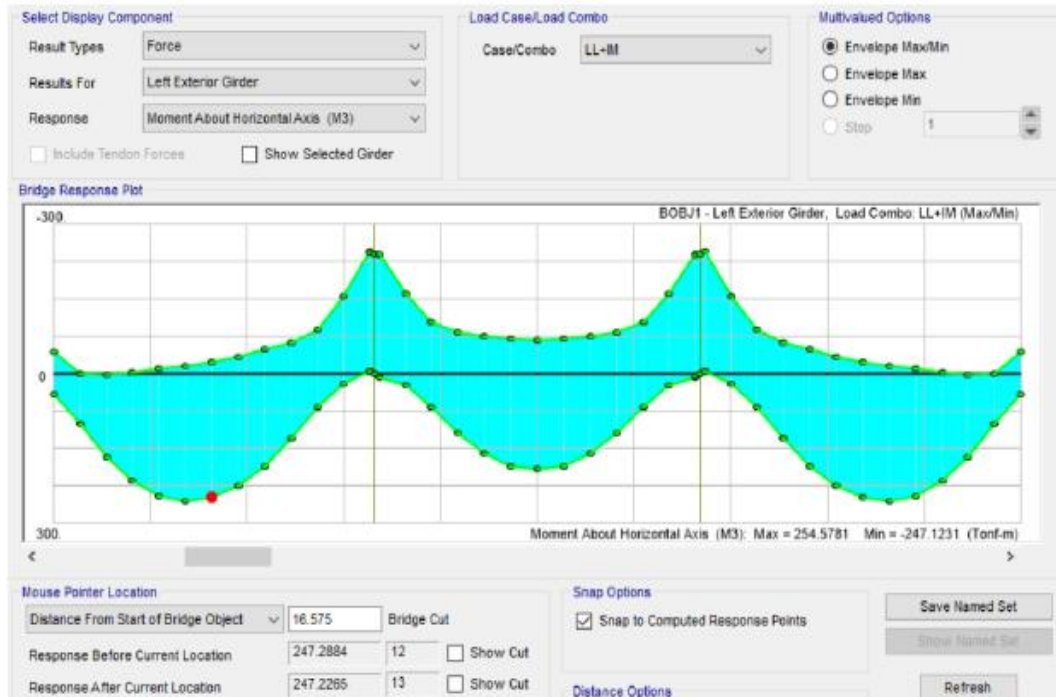 Select Display Component
Result Types Force
Results For Left Exterior Girder
Response Moment About Horizontal Axis (M3)
Include Tendon Forces Show Selected Girder
Load Case/Load Combo
Case/Combo LL+IM
Multivalued Options
Envelope Max/Min
Envelope Max
Envelope Min
Step 1
Bridge Response Plot
-300. BOBJ1 - Left Exterior Girder, Load Combo: LL+IM (Max/Min)
0
300. Moment About Horizontal Axis (M3): Max = 254.5781 Min = -247.1231 (Tonf-m)
Mouse Pointer Location
Distance From Start of Bridge Object 16.575 Bridge Cut
Response Before Current Location 247.2884 12 Show Cut
Response After Current Location 247.2265 13 Show Cut
Snap Options
Snap to Computed Response Points
Distance Options
Save Named Set
Show Named Set
Refresh